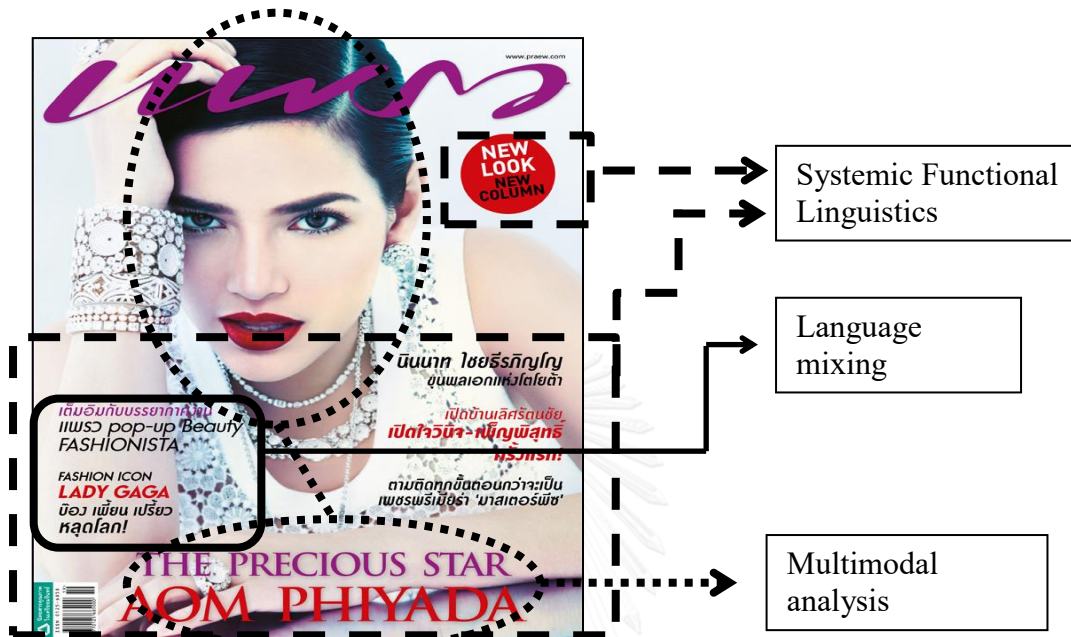 www.praew.com
แพรว
NEW
LOOK
NEW
COLUMN
Systemic Functional
Linguistics
Language
mixing
นินนาท ไชยธีรภิญโญ
ขุนพลเอกแห่งโตโยต้า
เต็มอิ่มกับบรรยากาศงาน
แพรว pop-up Beauty
FASHIONISTA
เปิดบ้านเลิศรัตนชัย
เปิดใจวินิจ-เพ็ญพิสุทธิ์
ครั้งแรก!
FASHION ICON
LADY GAGA
บ๊อง เพี้ยน เปรี้ยว
หลุดโลก!
ตามติดทุกขั้นตอนกว่าจะเป็น
เพชรพรีเมียร่า 'มาสเตอร์พีซ'
THE PRECIOUS STAR
AOM PHIYADA
Multimodal
analysis